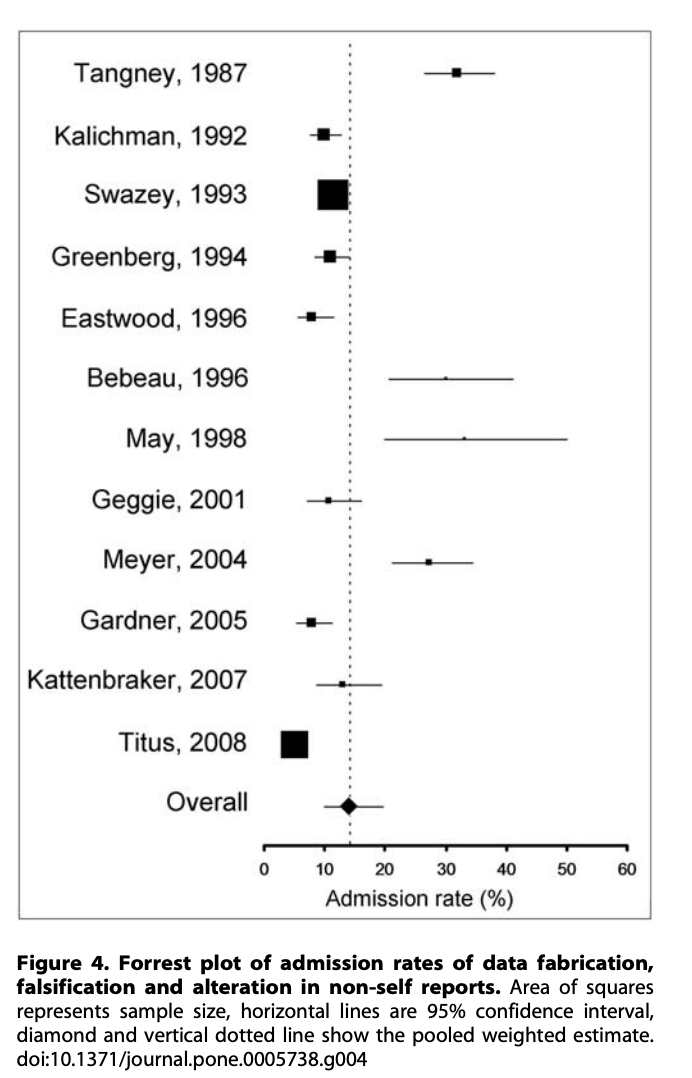 Tangney, 1987
Kalichman, 1992
Swazey, 1993
Greenberg, 1994
Eastwood, 1996
Bebeau, 1996
May, 1998
Geggie, 2001
Meyer, 2004
Gardner, 2005
Kattenbraker, 2007
Titus, 2008
Overall
0 10 20 30 40 50 60
Admission rate (%)
Figure 4. Forrest plot of admission rates of data fabrication,
falsification and alteration in non-self reports. Area of squares
represents sample size, horizontal lines are 95% confidence interval,
diamond and vertical dotted line show the pooled weighted estimate.
doi:10.1371/journal.pone.0005738.g004